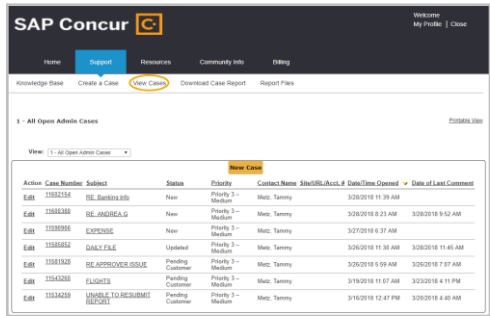 SAP Concur C
Welcome
My Profile | Close
Home Support Resources Community Info Billing
Knowledge Base Create a Case View Cases Download Case Report Report Files
1 - All Open Admin Cases Printable View
View: 1 - All Open Admin Cases
New Case
Action Case Number Subject Status Priority Contact Name Site/URL/Acct. # Date/Time Opened Date of Last Comment
Edit 11602154 RE: Banking Info New Priority 3 – Medium Metz, Tammy 3/28/2018 11:39 AM
Edit 11600380 RE: ANDREA G New Priority 3 – Medium Metz, Tammy 3/28/2018 8:23 AM 3/28/2018 9:52 AM
Edit 11598966 EXPENSE New Priority 3 – Medium Metz, Tammy 3/27/2018 6:37 AM
Edit 11585852 DAILY FILE Updated Priority 3 – Medium Metz, Tammy 3/26/2018 11:30 AM 3/28/2018 11:45 AM
Edit 11581928 RE:APPROVER ISSUE Pending Customer Priority 3 – Medium Metz, Tammy 3/26/2018 5:59 AM 3/26/2018 7:07 AM
Edit 11543260 FLIGHTS Pending Customer Priority 3 – Medium Metz, Tammy 3/19/2018 11:07 AM 3/23/2018 4:11 PM
Edit 11534259 UNABLE TO RESUBMIT REPORT Pending Customer Priority 3 – Medium Metz, Tammy 3/16/2018 12:47 PM 3/20/2018 4:40 AM